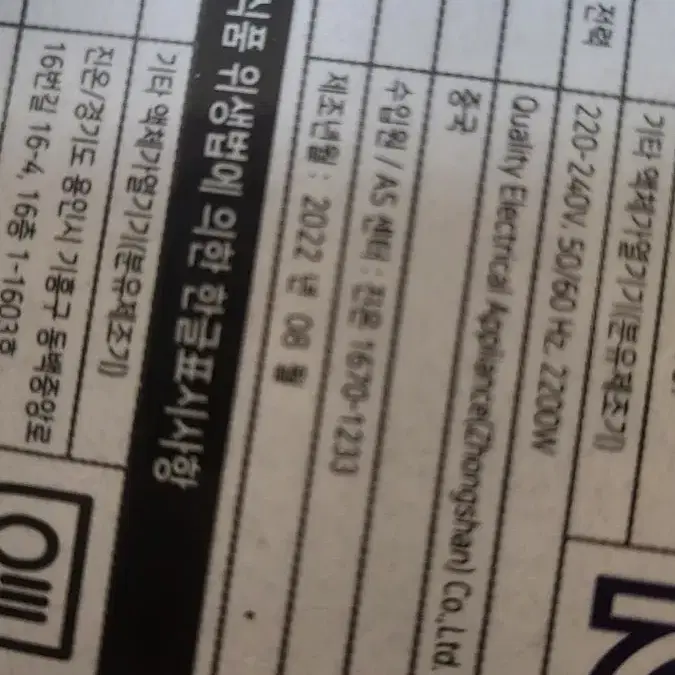 기타 액체가열기기(분유제조기)
전력
220-240V, 50/60 Hz, 2200W
Quality Electrical Appliance(Zhongshan) Co.,Ltd.
중국
수입원 / AS 센터 : 진운 1670-1233
제조년월 : 2022 년 08 월
식품 위생법에 의한 한글표시사항
기타 액체가열기기(분유제조기)
진운/경기도 용인시 기흥구 동백중앙로
16번길 16-4, 16층 1-1603호